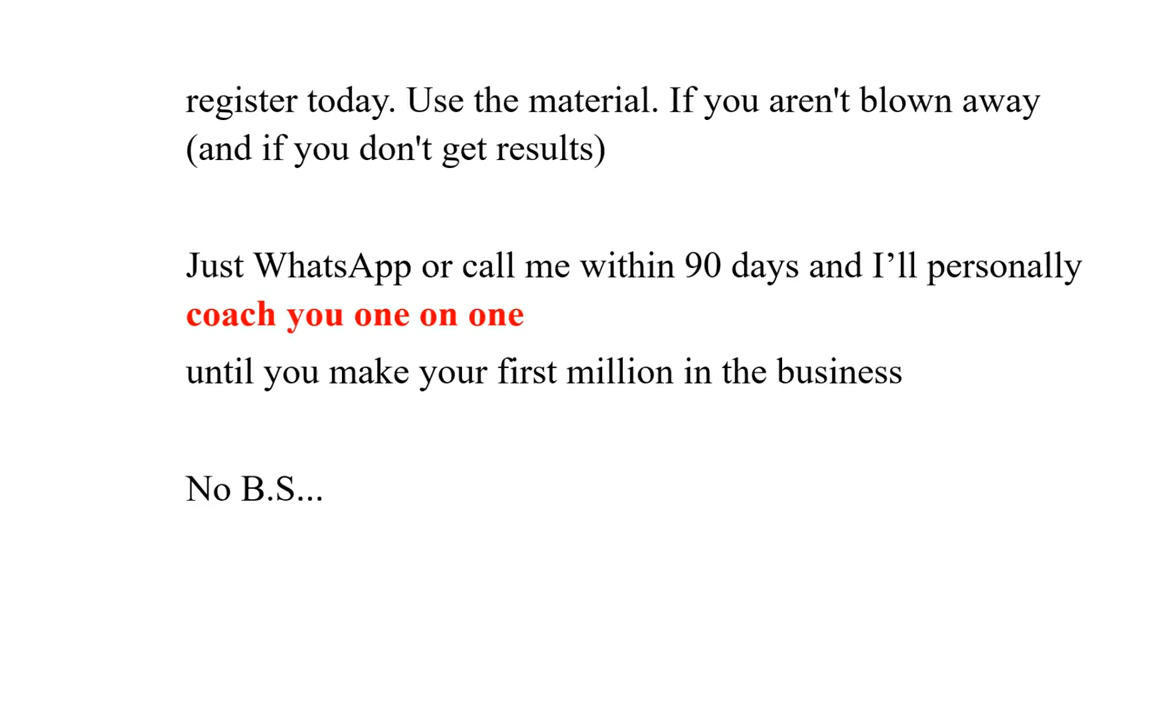 register today. Use the material. If you aren't blown away
(and if you don't get results)
Just WhatsApp or call me within 90 days and I’ll personally
coach you one on one
until you make your first million in the business
No B.S...